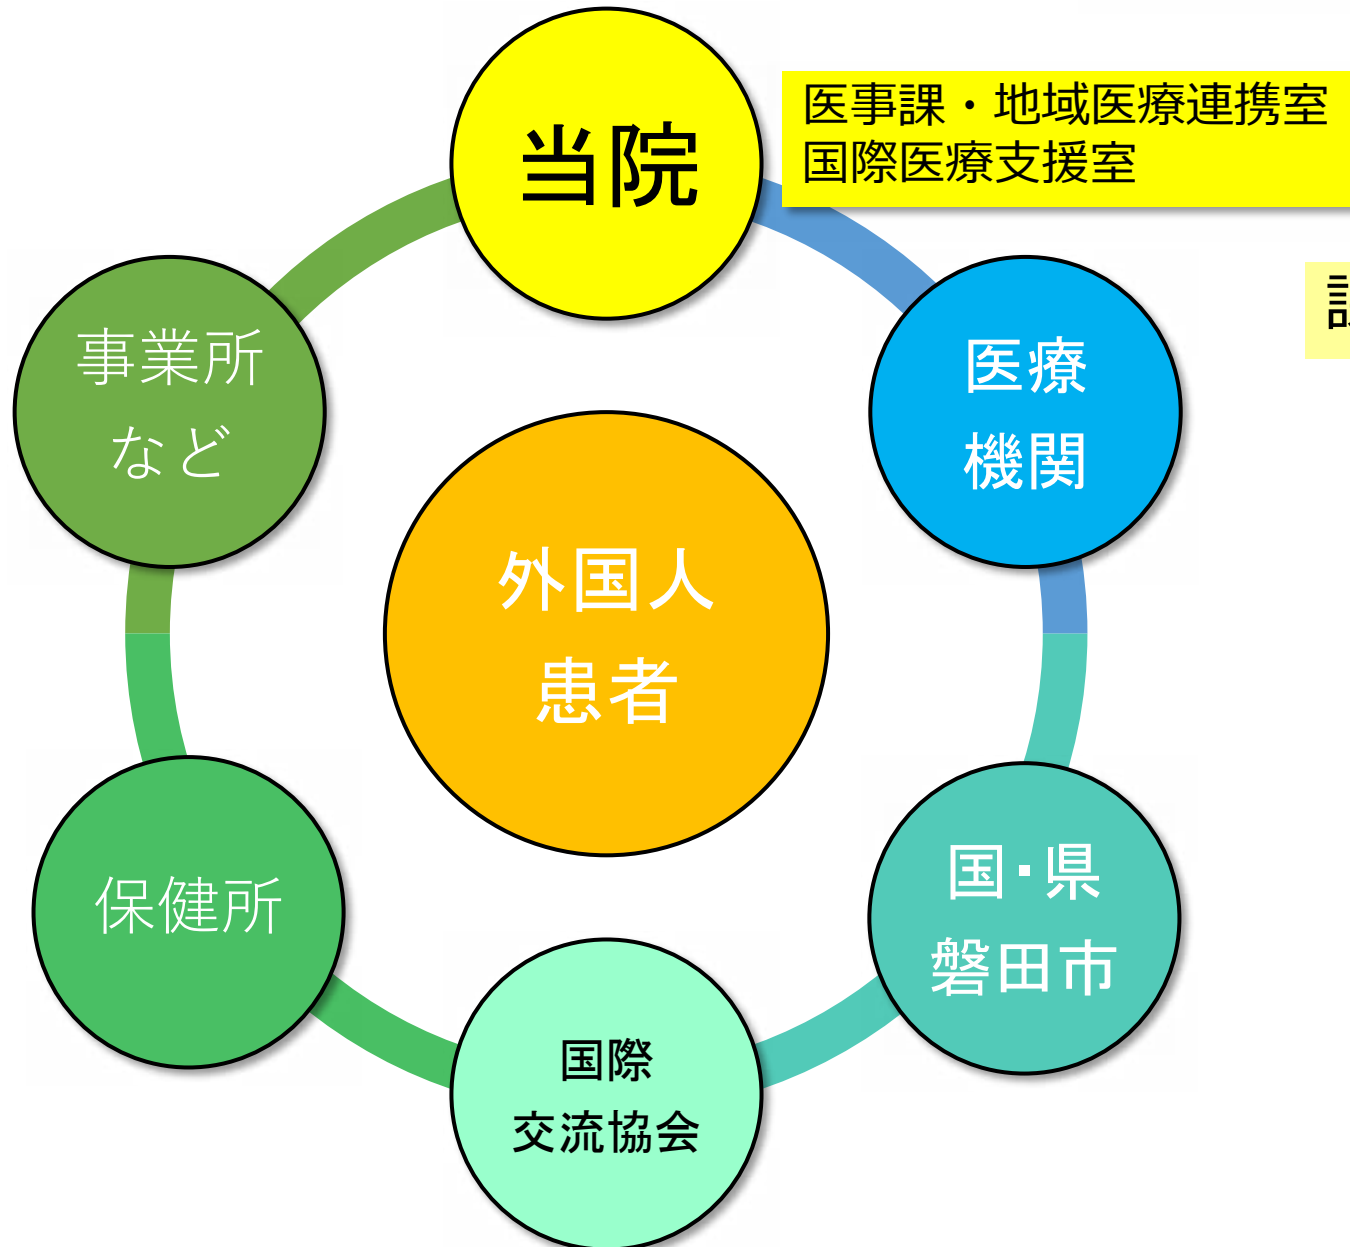 当院
医事課・地域医療連携室
国際医療支援室
事業所
など
医療
機関
外国人
患者
保健所
国・県
磐田市
国際
交流協会